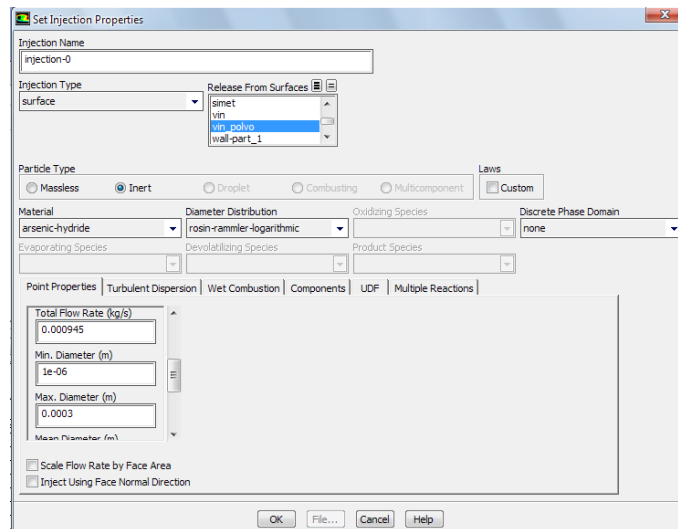 Set Injection Properties
Injection Name
injection-0
Injection Type
Release From Surfaces
surface
simet
vin
vin_polvo
wall-part_1
Particle Type
Laws
Massless Inert Droplet Combusting Multicomponent
Custom
Material Diameter Distribution Oxidizing Species Discrete Phase Domain
arsenic-hydride rosin-rammler-logarithmic none
Evaporating Species Devolatilizing Species Product Species
Point Properties Turbulent Dispersion Wet Combustion Components UDF Multiple Reactions
Total Flow Rate (kg/s)
0.000945
Min. Diameter (m)
1e-06
Max. Diameter (m)
0.0003
Mean Diameter (m)
Scale Flow Rate by Face Area
Inject Using Face Normal Direction
OK File... Cancel Help